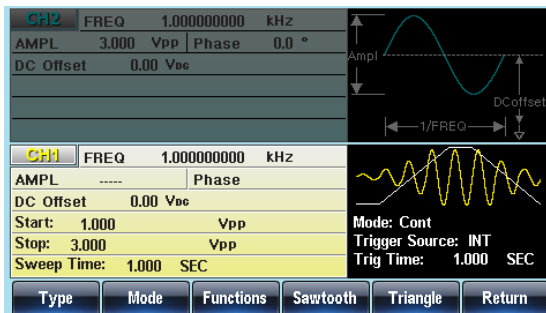 CH2 FREQ 1.000000000 kHz
AMPL 3.000 Vpp Phase 0.0 °
DC Offset 0.00 VDC
Ampl
DCoffset
1/FREQ
CH1 FREQ 1.000000000 kHz
AMPL ----- Phase
DC Offset 0.00 VDC
Start: 1.000 Vpp
Stop: 3.000 Vpp
Sweep Time: 1.000 SEC
Mode: Cont
Trigger Source: INT
Trig Time: 1.000 SEC
Type Mode Functions Sawtooth Triangle Return